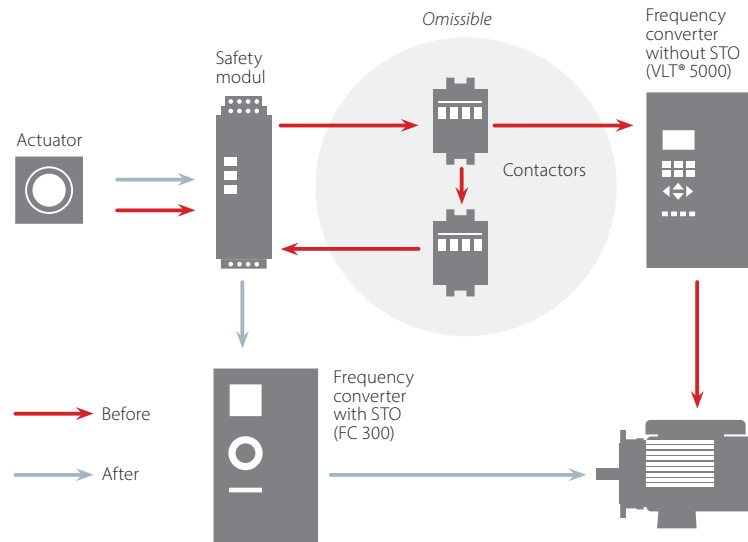 Omissible
Frequency
converter
without STO
(VLT® 5000)
Safety
modul
Actuator
Contactors
Frequency
converter
with STO
(FC 300)
Before
After